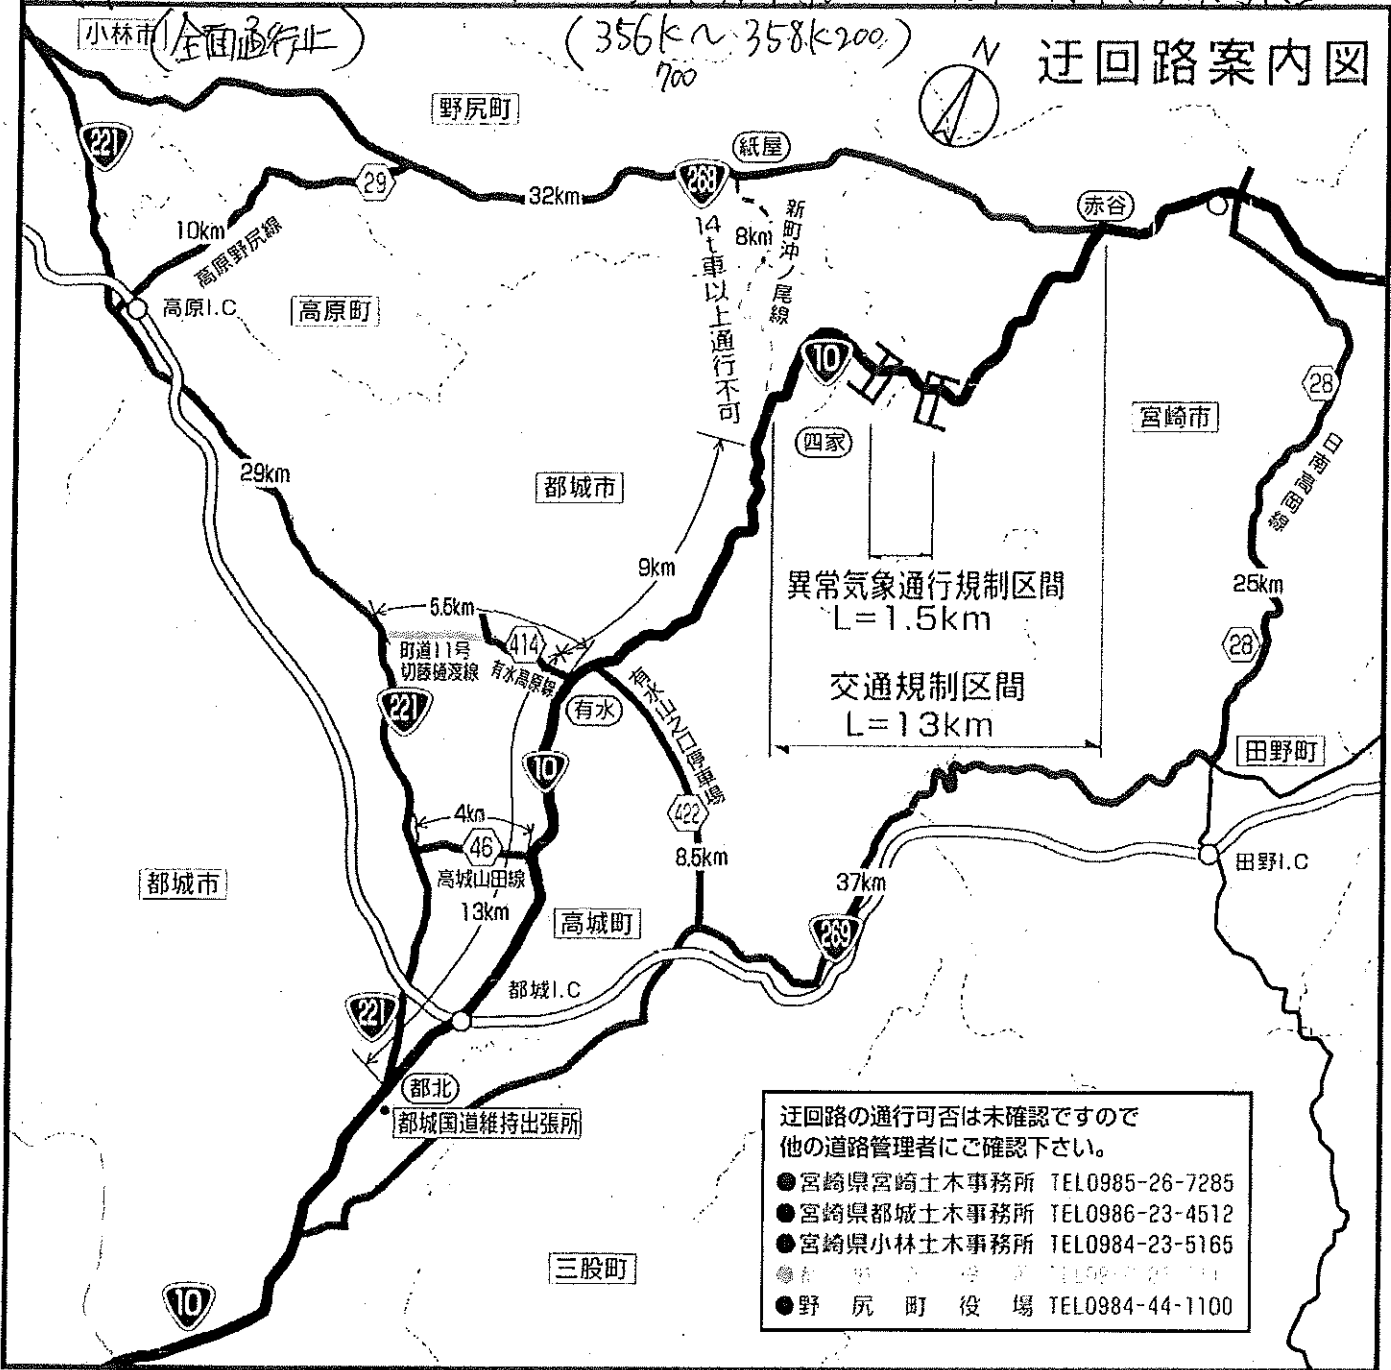 小林市
(全面通行止)
(356k~358k200)
700
N
迂回路案内図
野尻町
221
紙屋
29
268
32km
赤谷
10km
高原野尻線
14t車以上通行不可
8km
新町沖ノ尾線
高原I.C
高原町
10
28
宮崎市
四家
日南高岡線
29km
都城市
9km
異常気象通行規制区間
L=1.5km
25km
5.5km
町道11号
切藤樋渡線
414
有水高原線
28
221
有水
有水山之口停車場
交通規制区間
L=13km
10
田野町
4km
46
422
高城山田線
8.5km
田野I.C
都城市
13km
高城町
37km
269
都城I.C
221
都北
都城国道維持出張所
迂回路の通行可否は未確認ですので
他の道路管理者にご確認下さい。
●宮崎県宮崎土木事務所 TEL0985-26-7285
●宮崎県都城土木事務所 TEL0986-23-4512
●宮崎県小林土木事務所 TEL0984-23-5165
●野尻町役場 TEL0984-44-1100
三股町
10